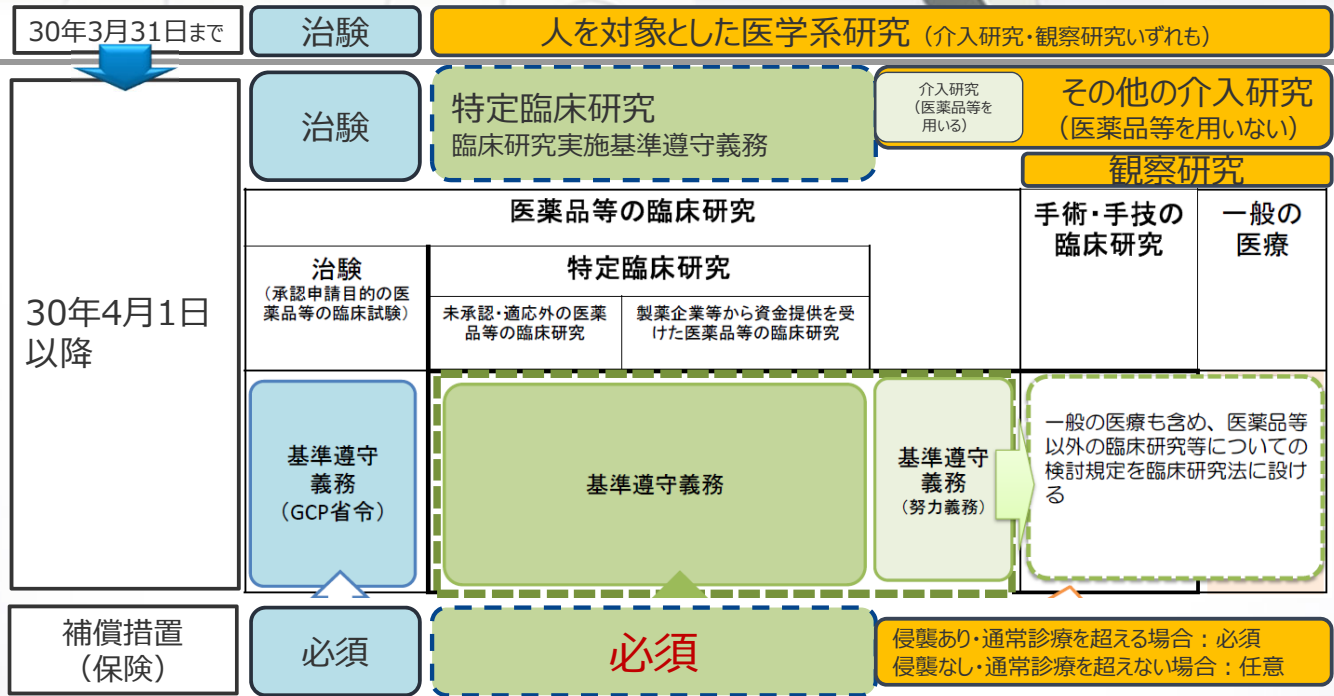 30年3月31日まで
治験
人を対象とした医学系研究（介入研究・観察研究いずれも）
治験
特定臨床研究
臨床研究実施基準遵守義務
介入研究
（医薬品等を
用いる）
その他の介入研究
（医薬品等を用いない）
観察研究
30年4月1日
以降
医薬品等の臨床研究
手術・手技の
臨床研究
一般の
医療
治験
（承認申請目的の医
薬品等の臨床試験）
特定臨床研究
未承認・適応外の医薬
品等の臨床研究
製薬企業等から資金提供を受
けた医薬品等の臨床研究
基準遵守
義務
（GCP省令）
基準遵守義務
基準遵守
義務
（努力義務）
一般の医療も含め、医薬品等
以外の臨床研究等についての
検討規定を臨床研究法に設け
る
補償措置
（保険）
必須
必須
侵襲あり・通常診療を超える場合：必須
侵襲なし・通常診療を超えない場合：任意